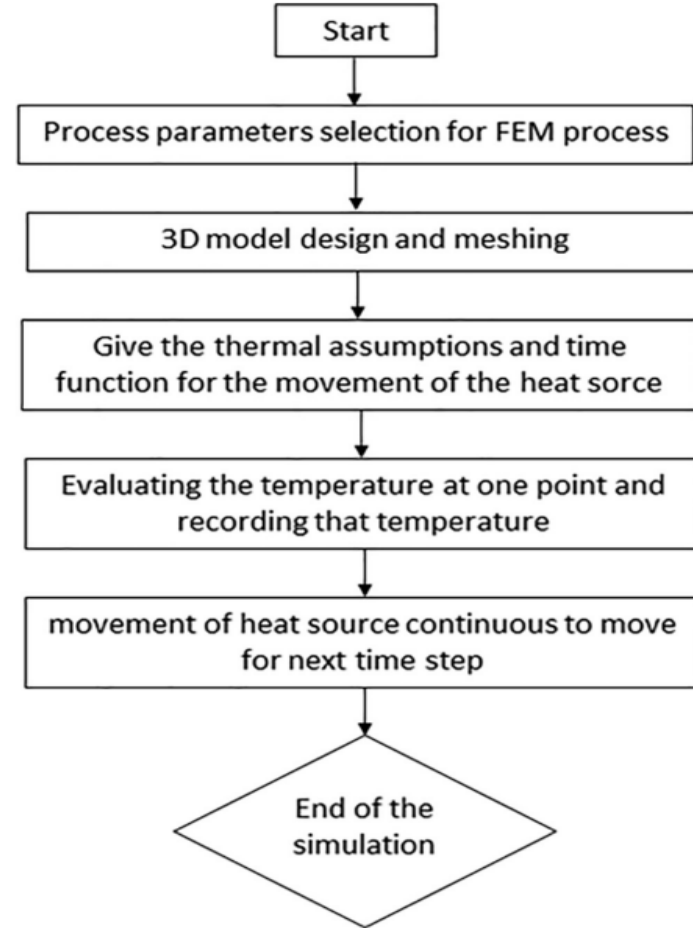 Start
Process parameters selection for FEM process
3D model design and meshing
Give the thermal assumptions and time
function for the movement of the heat sorce
Evaluating the temperature at one point and
recording that temperature
movement of heat source continuous to move
for next time step
End of the
simulation